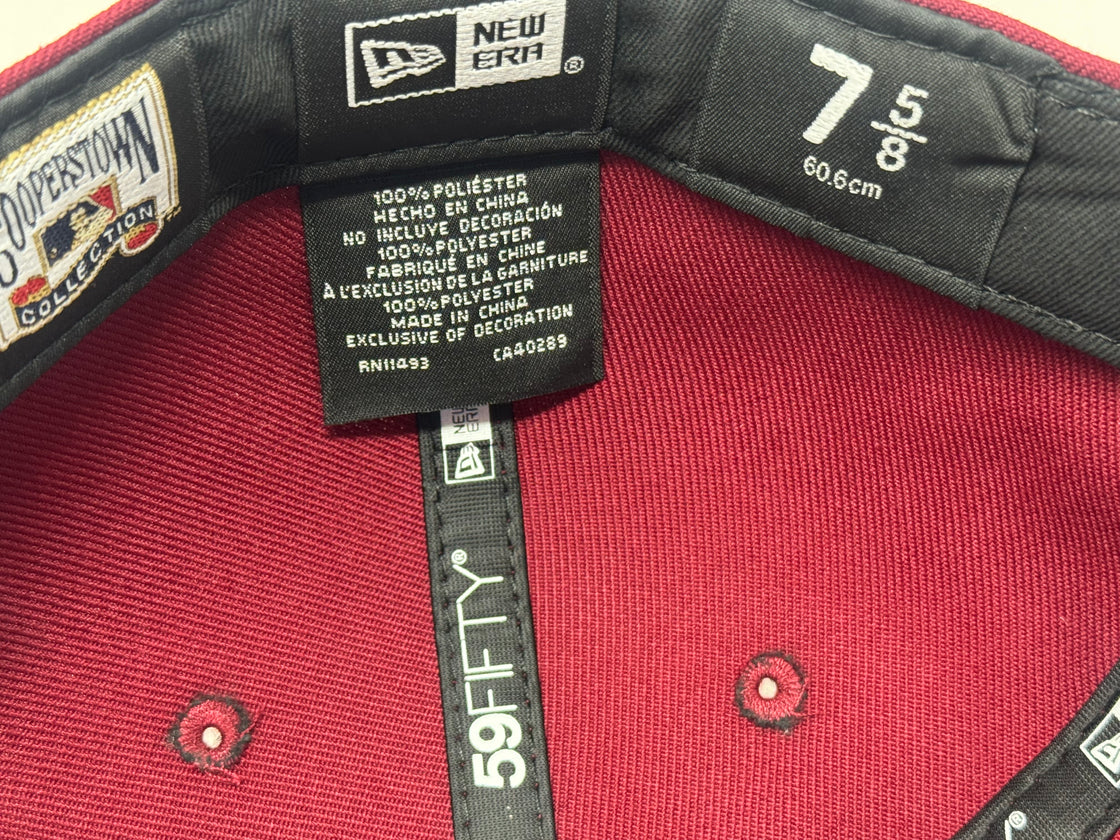 COOPERSTOWN
COLLECTION
NEW
ERA®
7 5/8
60.6cm
100% POLIÉSTER
HECHO EN CHINA
NO INCLUYE DECORACIÓN
100% POLYESTER
FABRIQUÉ EN CHINE
À L'EXCLUSION DE LA GARNITURE
100% POLYESTER
MADE IN CHINA
EXCLUSIVE OF DECORATION
RN11493 CA40289
NEW
ERA
59FIFTY®